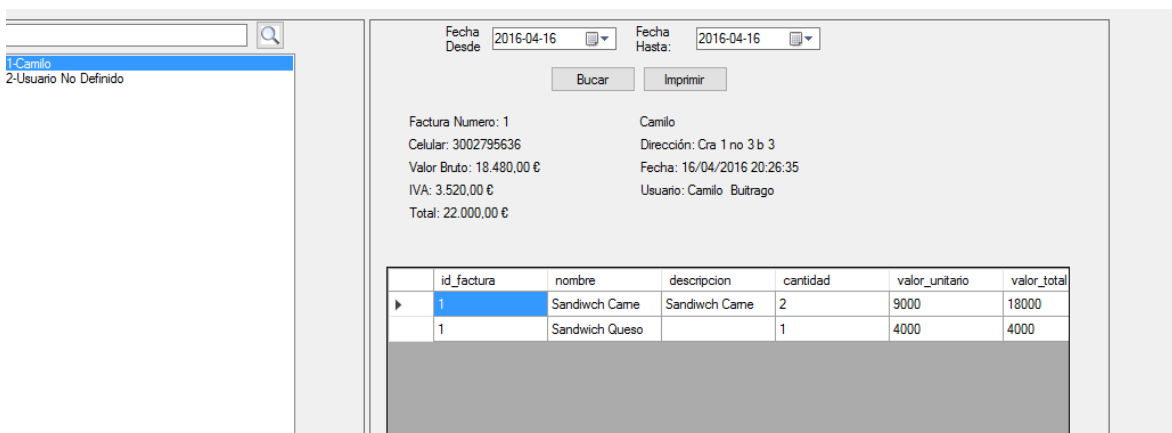 1-Camilo
2-Usuario No Definido
Fecha Desde 2016-04-16 Fecha Hasta: 2016-04-16
Bucar Imprimir
Factura Numero: 1 Camilo
Celular: 3002795636 Dirección: Cra 1 no 3 b 3
Valor Bruto: 18.480,00 € Fecha: 16/04/2016 20:26:35
IVA: 3.520,00 € Usuario: Camilo Buitrago
Total: 22.000,00 €
id_factura nombre descripcion cantidad valor_unitario valor_total
1 Sandiwch Carne Sandiwch Carne 2 9000 18000
1 Sandwich Queso 1 4000 4000